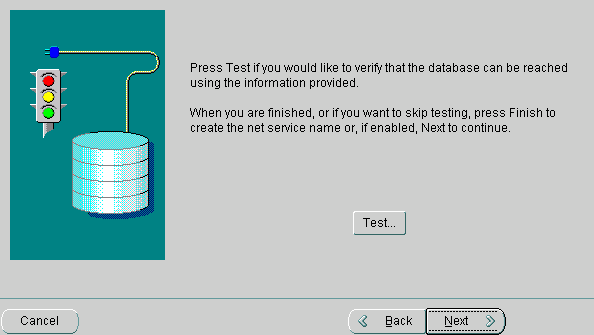 Press Test if you would like to verify that the database can be reached
using the information provided.
When you are finished, or if you want to skip testing, press Finish to
create the net service name or, if enabled, Next to continue.
Test...
Cancel
Back
Next